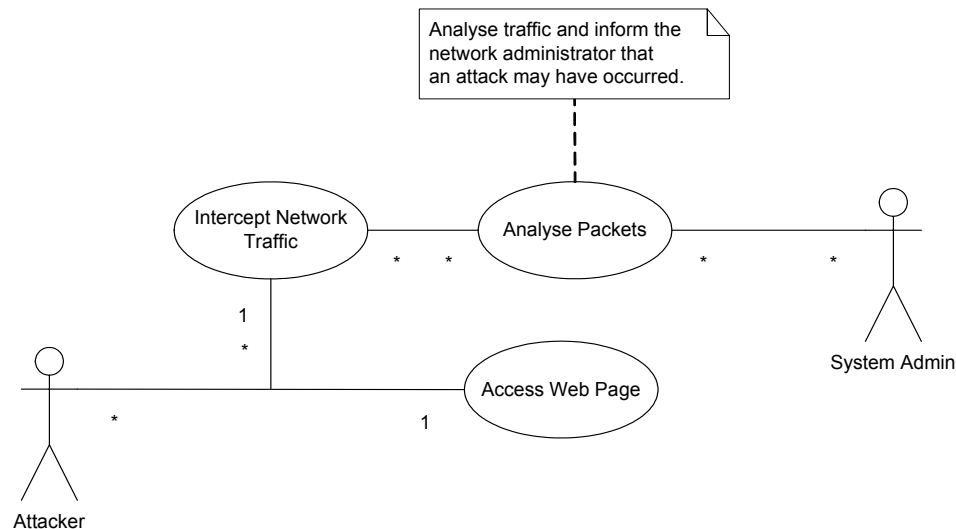 Analyse traffic and inform the
network administrator that
an attack may have occurred.
Intercept Network
Traffic
Analyse Packets
* * * *
System Admin
1
*
Access Web Page
* 1
Attacker